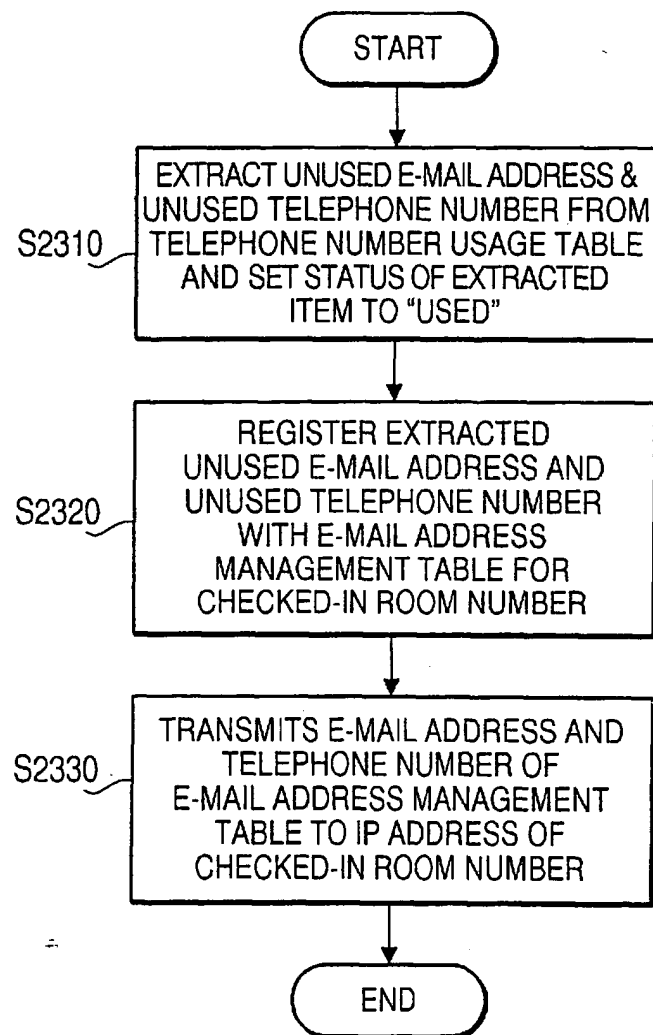 START
EXTRACT UNUSED E-MAIL ADDRESS &
UNUSED TELEPHONE NUMBER FROM
TELEPHONE NUMBER USAGE TABLE
AND SET STATUS OF EXTRACTED
ITEM TO “USED”
S2310
REGISTER EXTRACTED
UNUSED E-MAIL ADDRESS AND
UNUSED TELEPHONE NUMBER
WITH E-MAIL ADDRESS
MANAGEMENT TABLE FOR
CHECKED-IN ROOM NUMBER
S2320
TRANSMITS E-MAIL ADDRESS AND
TELEPHONE NUMBER OF
E-MAIL ADDRESS MANAGEMENT
TABLE TO IP ADDRESS OF
CHECKED-IN ROOM NUMBER
S2330
END